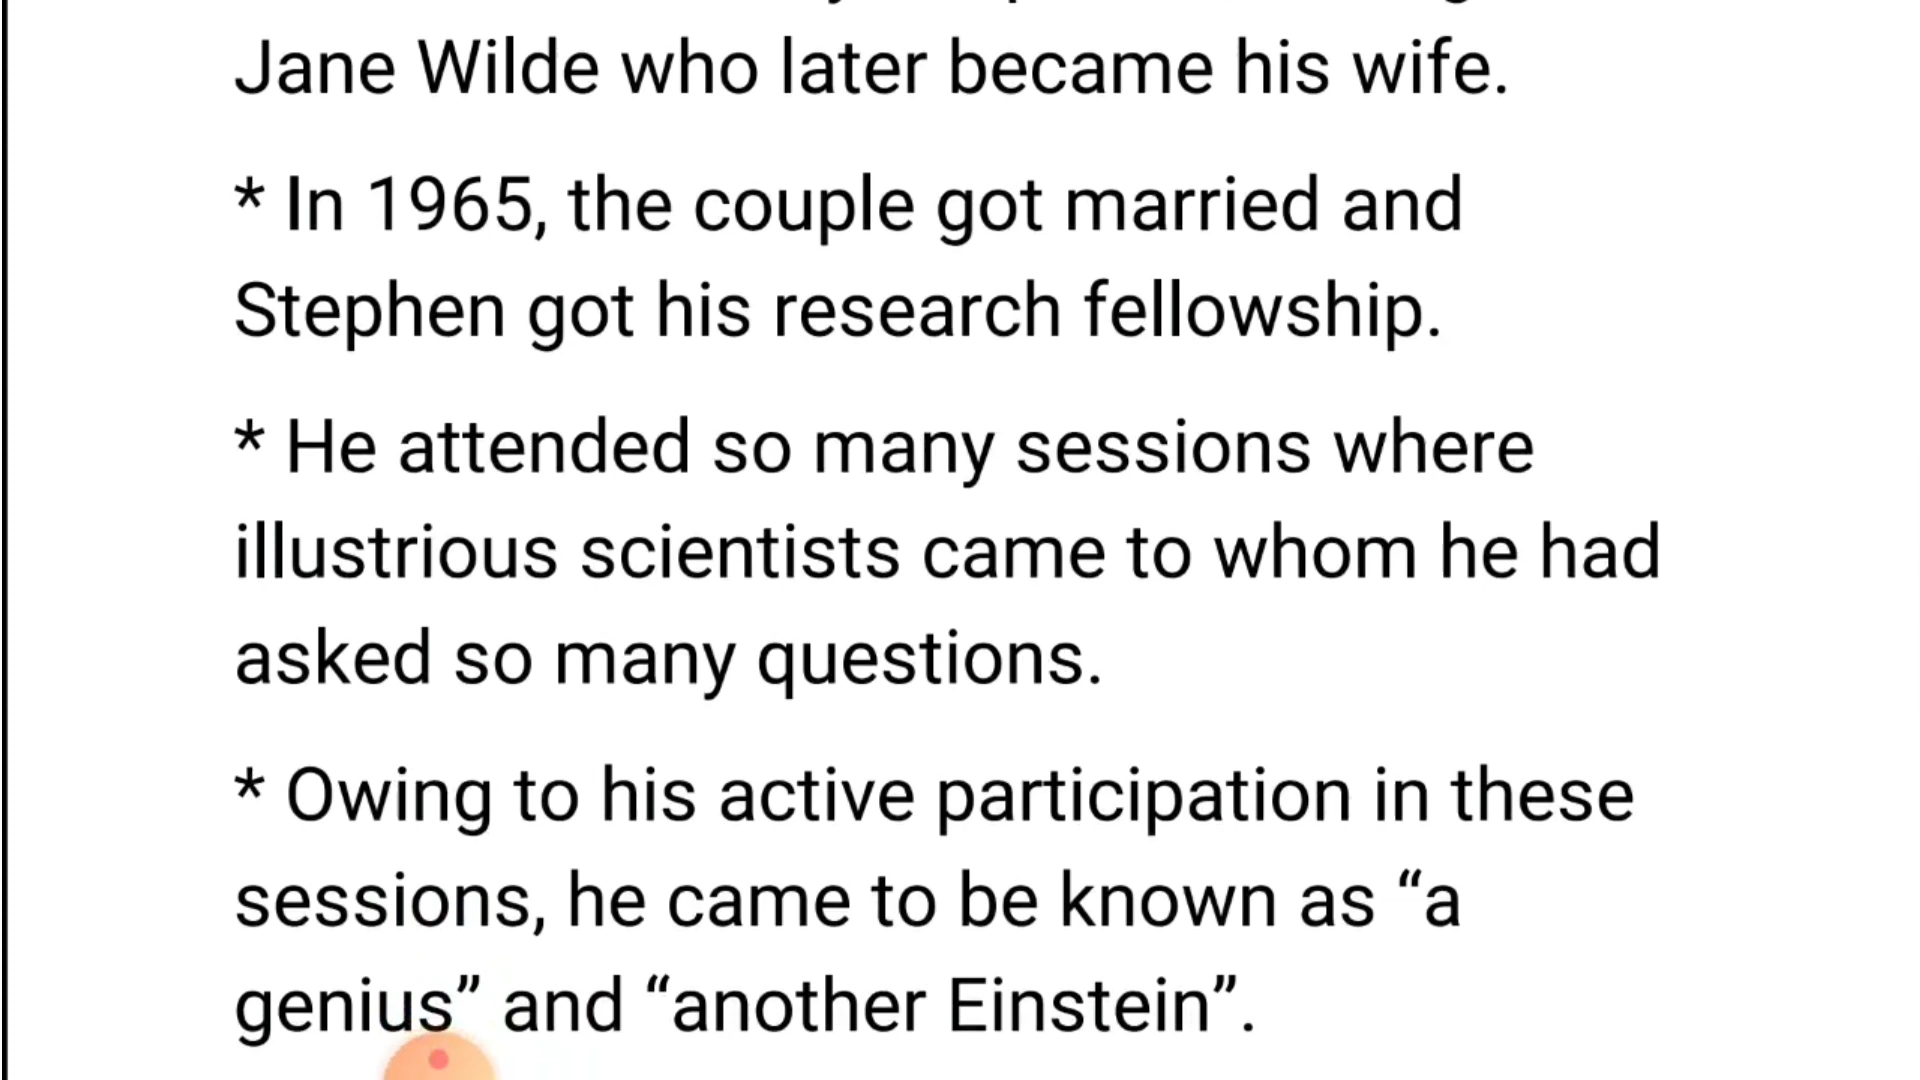 Jane Wilde who later became his wife.
* In 1965, the couple got married and
Stephen got his research fellowship.
* He attended so many sessions where
illustrious scientists came to whom he had
asked so many questions.
* Owing to his active participation in these
sessions, he came to be known as “a
genius” and “another Einstein”.